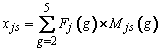 x_{js} = \sum_{g=2}^{5} F_j(g) \times M_{js}(g)